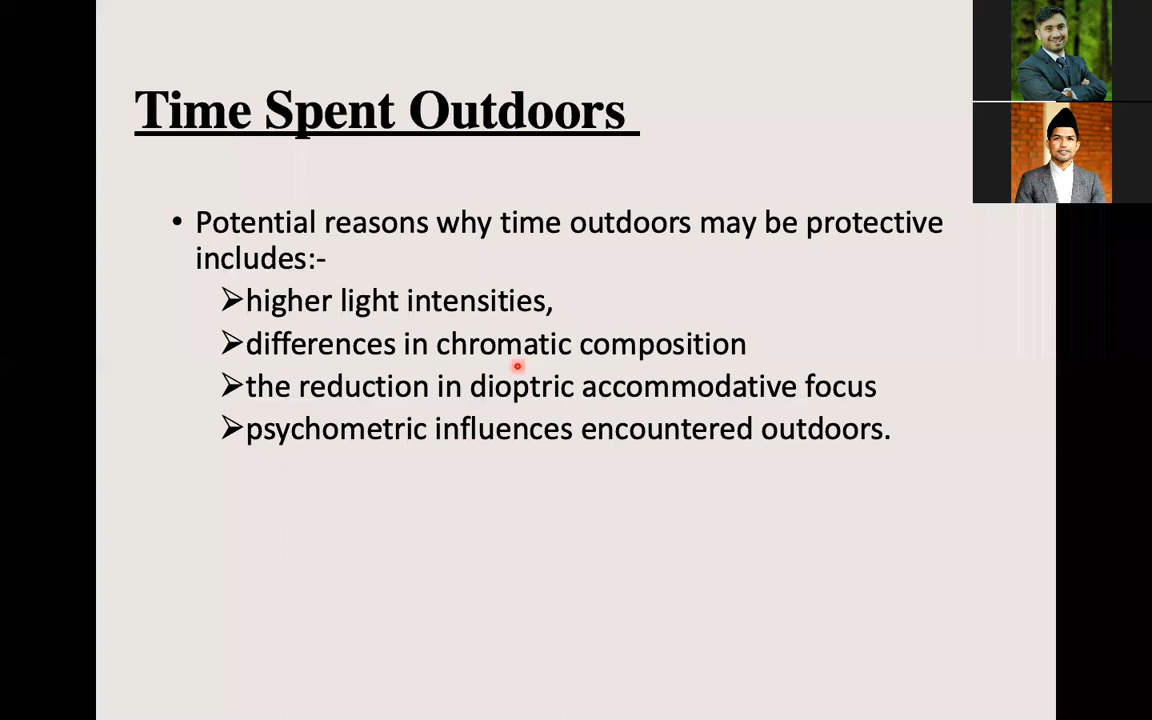 Time Spent Outdoors
• Potential reasons why time outdoors may be protective
includes:-
➢higher light intensities,
➢differences in chromatic composition
➢the reduction in dioptric accommodative focus
➢psychometric influences encountered outdoors.